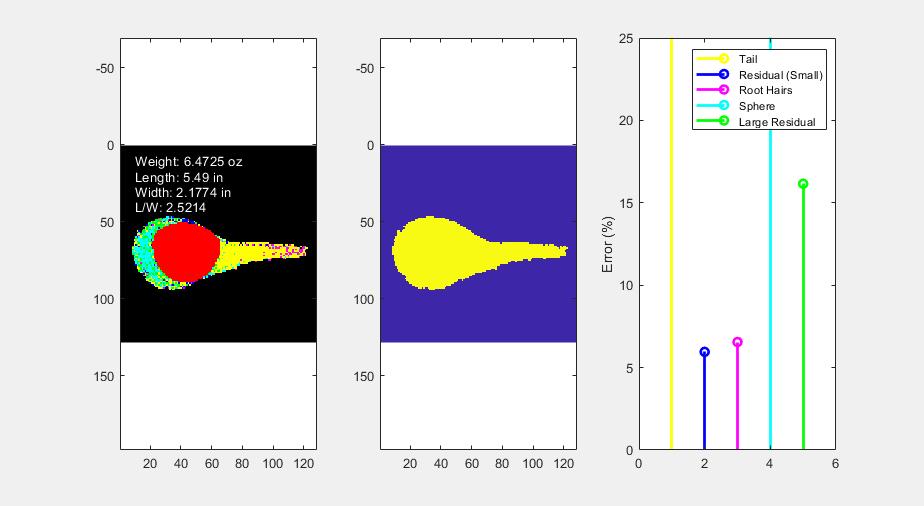 -50
0
50
100
150
20 40 60 80 100 120
Weight: 6.4725 oz
Length: 5.49 in
Width: 2.1774 in
L/W: 2.5214
-50
0
50
100
150
20 40 60 80 100 120
Error (%)
25
20
15
10
5
0
0 2 4 6
Tail
Residual (Small)
Root Hairs
Sphere
Large Residual